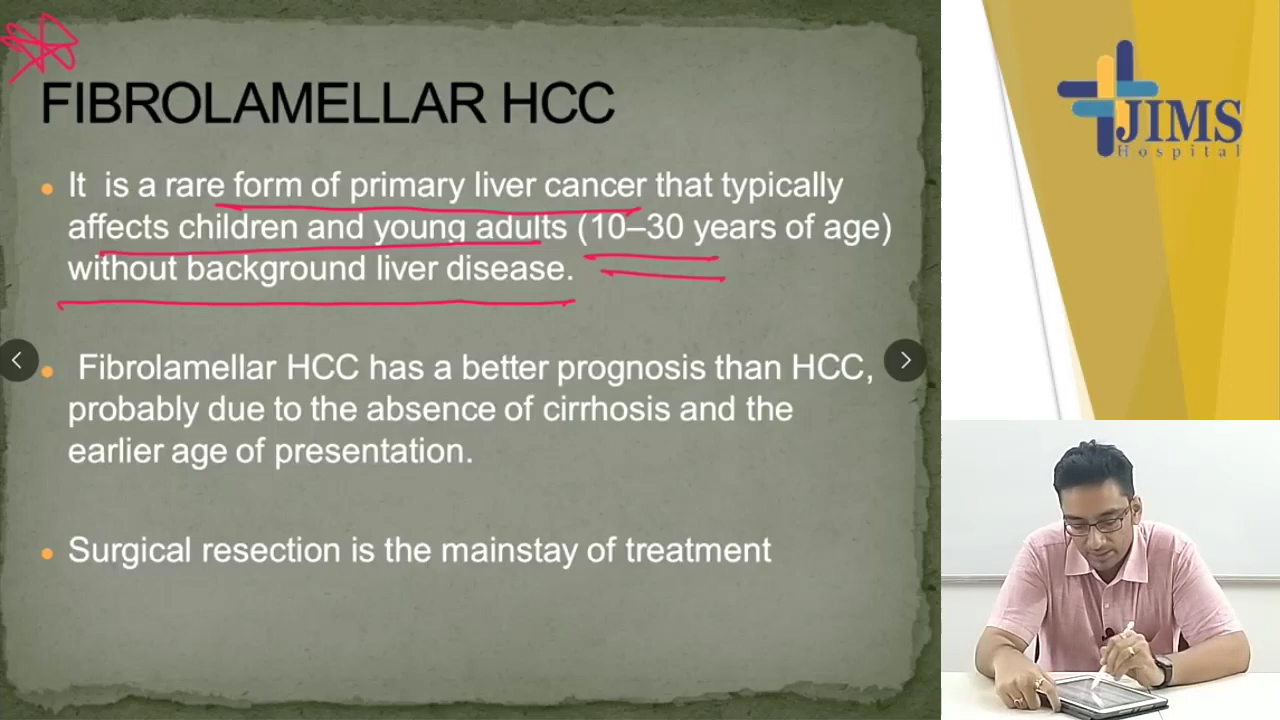 FIBROLAMELLAR HCC
It is a rare form of primary liver cancer that typically
affects children and young adults (10–30 years of age)
without background liver disease.
Fibrolamellar HCC has a better prognosis than HCC,
probably due to the absence of cirrhosis and the
earlier age of presentation.
Surgical resection is the mainstay of treatment
JIMS
Hospital